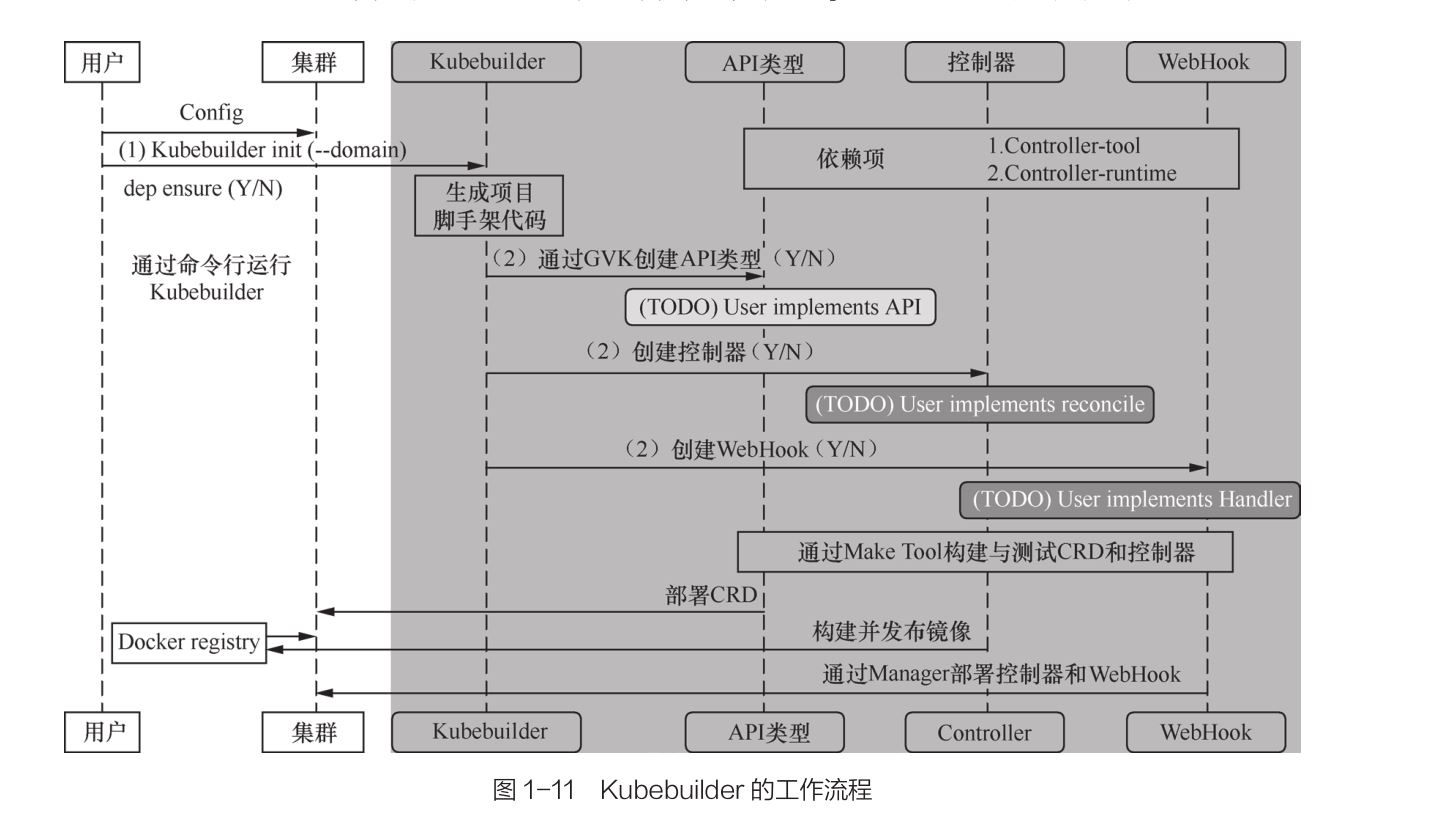 用户
集群
Kubebuilder
API类型
控制器
WebHook
Config
(1) Kubebuilder init (--domain)
dep ensure (Y/N)
依赖项
1.Controller-tool
2.Controller-runtime
生成项目
脚手架代码
通过命令行运行
Kubebuilder
（2）通过GVK创建API类型（Y/N）
(TODO) User implements API
（2）创建控制器（Y/N）
(TODO) User implements reconcile
（2）创建WebHook（Y/N）
(TODO) User implements Handler
通过Make Tool构建与测试CRD和控制器
部署CRD
Docker registry
构建并发布镜像
通过Manager部署控制器和WebHook
用户
集群
Kubebuilder
API类型
Controller
WebHook
图 1-11 Kubebuilder 的工作流程